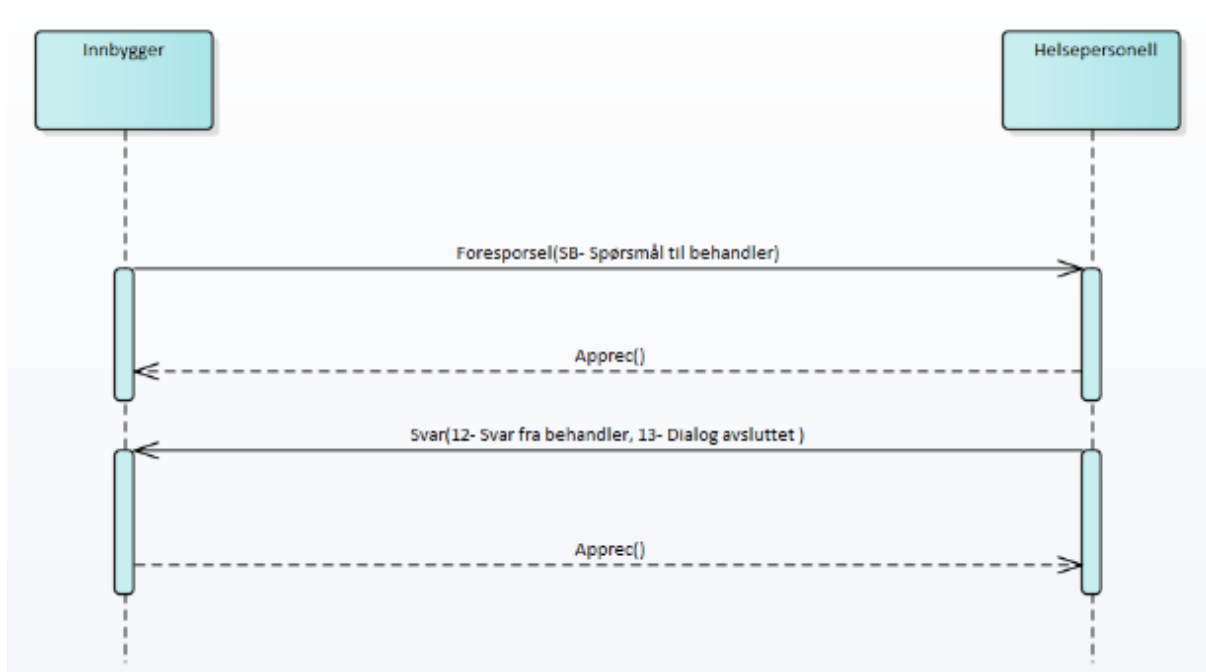 Innbygger
Helsepersonell
Foresporsel(SB- Spørsmål til behandler)
Apprec()
Svar(12- Svar fra behandler, 13- Dialog avsluttet )
Apprec()